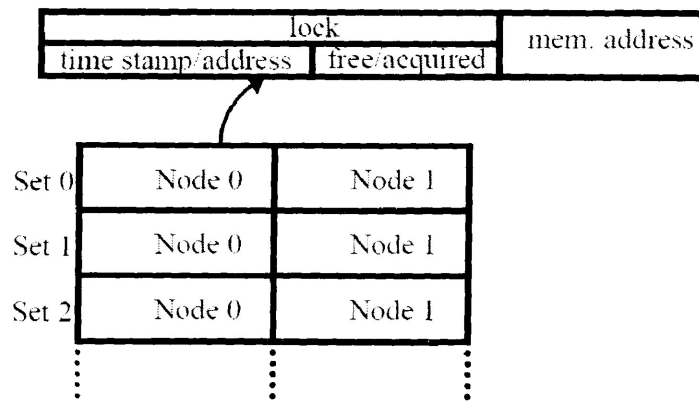 lock
mem. address
time stamp/address free/acquired
Set 0 Node 0 Node 1
Set 1 Node 0 Node 1
Set 2 Node 0 Node 1